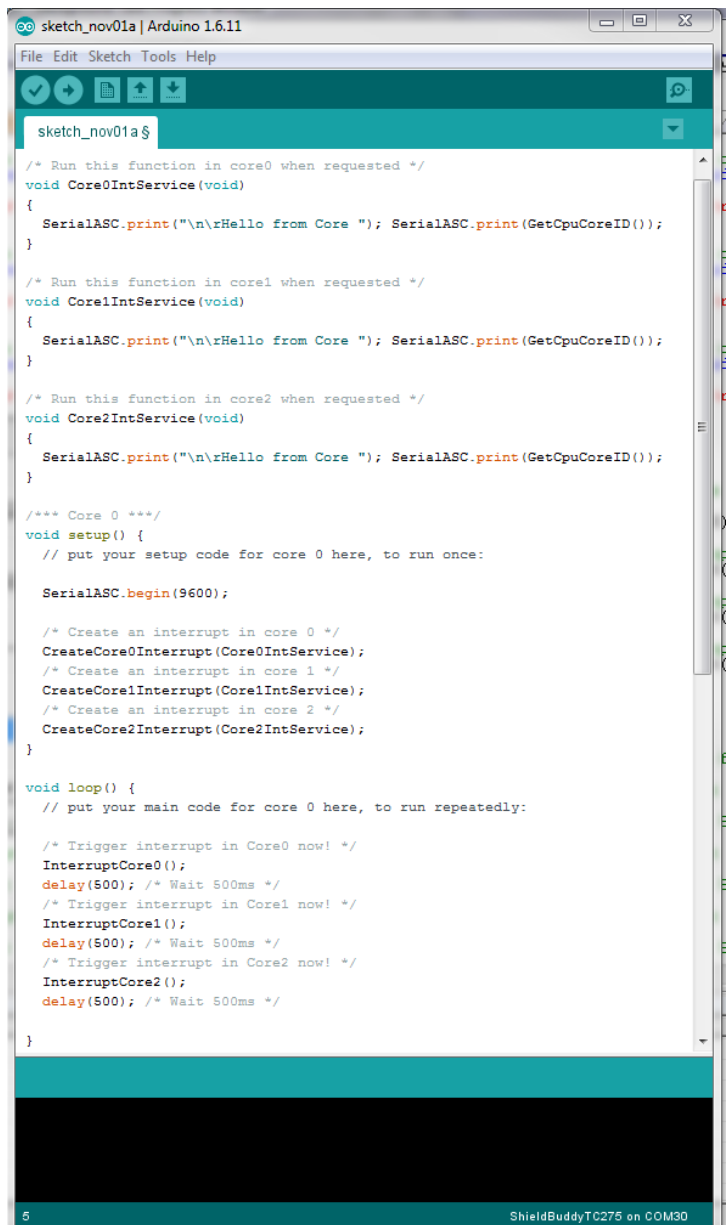 sketch_nov01a | Arduino 1.6.11
File Edit Sketch Tools Help
sketch_nov01a §
/* Run this function in core0 when requested */
void Core0IntService(void)
{
  SerialASC.print("\n\rHello from Core "); SerialASC.print(GetCpuCoreID());
}

/* Run this function in core1 when requested */
void Core1IntService(void)
{
  SerialASC.print("\n\rHello from Core "); SerialASC.print(GetCpuCoreID());
}

/* Run this function in core2 when requested */
void Core2IntService(void)
{
  SerialASC.print("\n\rHello from Core "); SerialASC.print(GetCpuCoreID());
}

/*** Core 0 ***/
void setup() {
  // put your setup code for core 0 here, to run once:

  SerialASC.begin(9600);

  /* Create an interrupt in core 0 */
  CreateCore0Interrupt(Core0IntService);
  /* Create an interrupt in core 1 */
  CreateCore1Interrupt(Core1IntService);
  /* Create an interrupt in core 2 */
  CreateCore2Interrupt(Core2IntService);
}

void loop() {
  // put your main code for core 0 here, to run repeatedly:

  /* Trigger interrupt in Core0 now! */
  InterruptCore0();
  delay(500); /* Wait 500ms */
  /* Trigger interrupt in Core1 now! */
  InterruptCore1();
  delay(500); /* Wait 500ms */
  /* Trigger interrupt in Core2 now! */
  InterruptCore2();
  delay(500); /* Wait 500ms */

}
5
ShieldBuddyTC275 on COM30